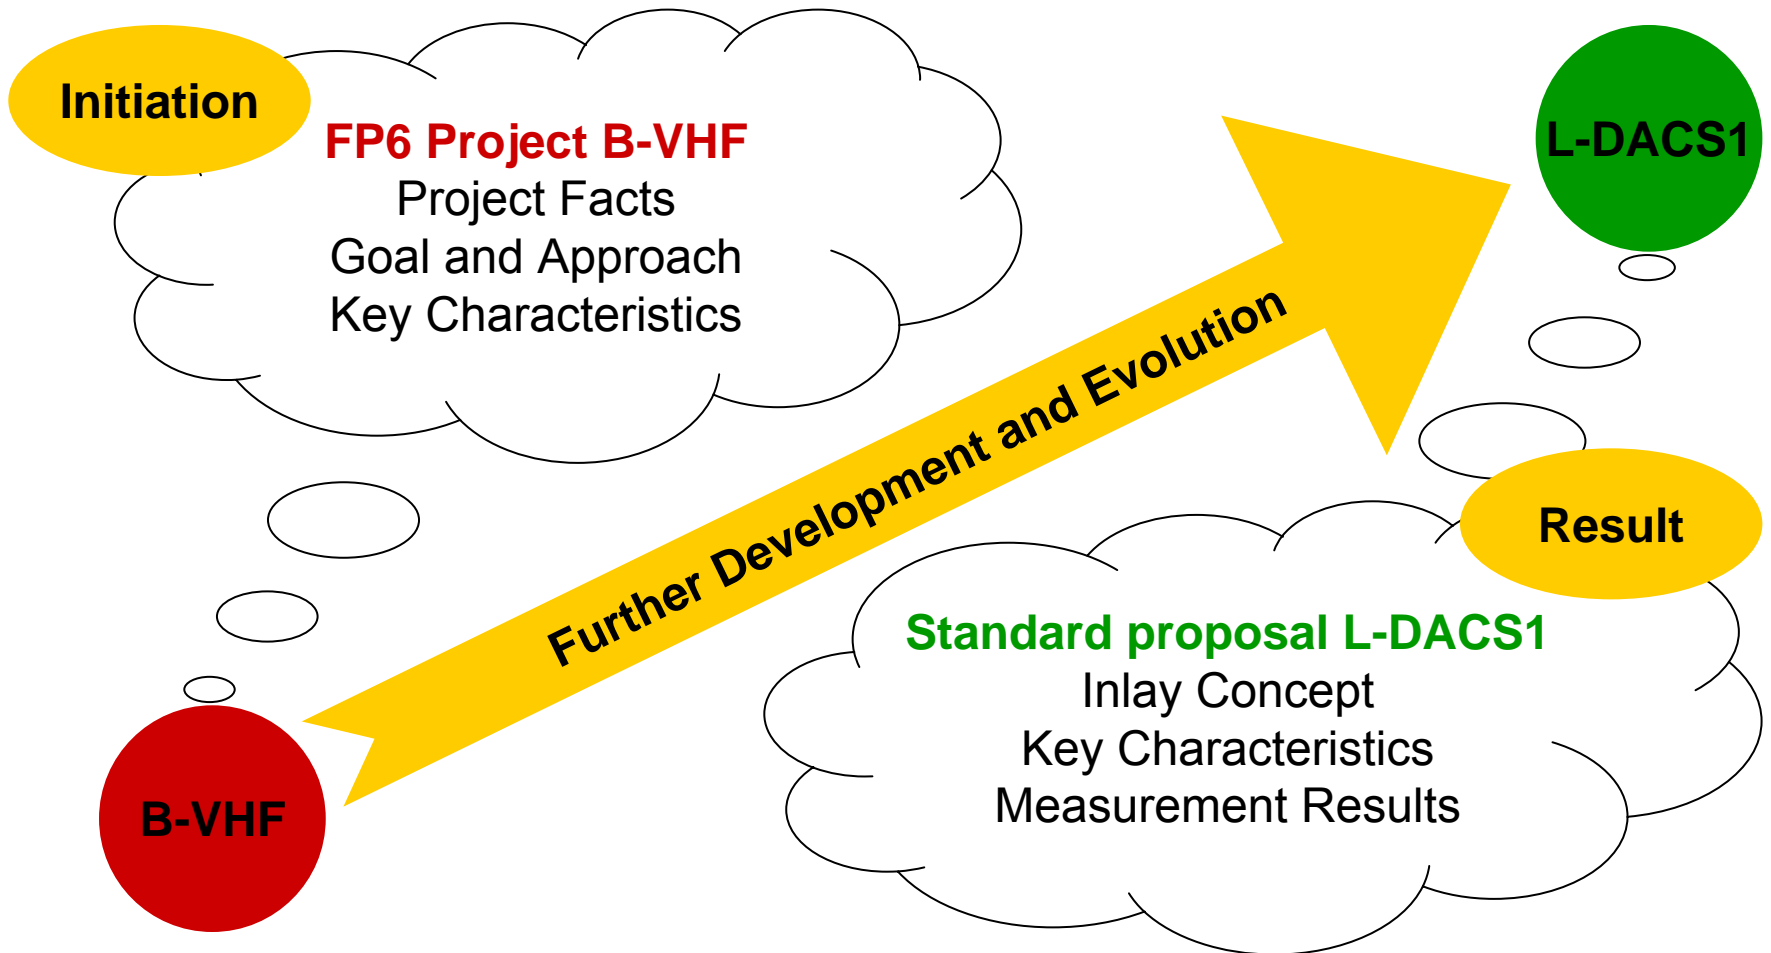 Initiation
FP6 Project B-VHF
Project Facts
Goal and Approach
Key Characteristics
L-DACS1
Further Development and Evolution
Result
Standard proposal L-DACS1
Inlay Concept
Key Characteristics
Measurement Results
B-VHF